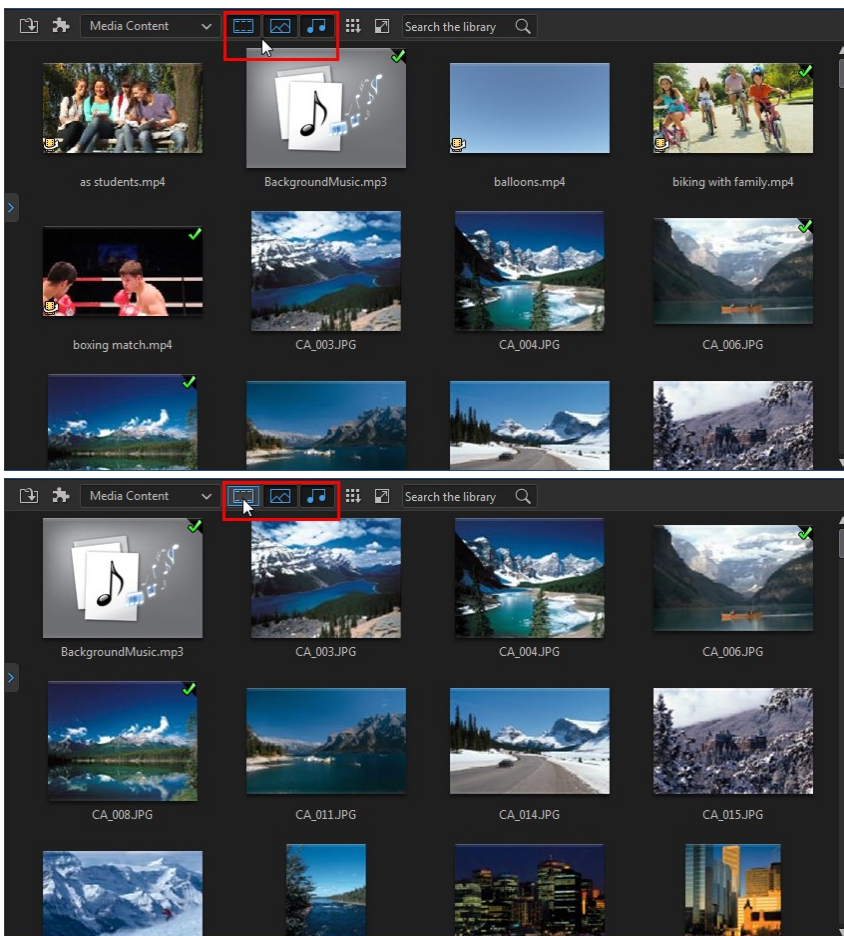 Media Content
Search the library
as students.mp4
BackgroundMusic.mp3
balloons.mp4
biking with family.mp4
boxing match.mp4
CA_003.JPG
CA_004.JPG
CA_006.JPG
Media Content
Search the library
BackgroundMusic.mp3
CA_003.JPG
CA_004.JPG
CA_006.JPG
CA_008.JPG
CA_011.JPG
CA_014.JPG
CA_015.JPG